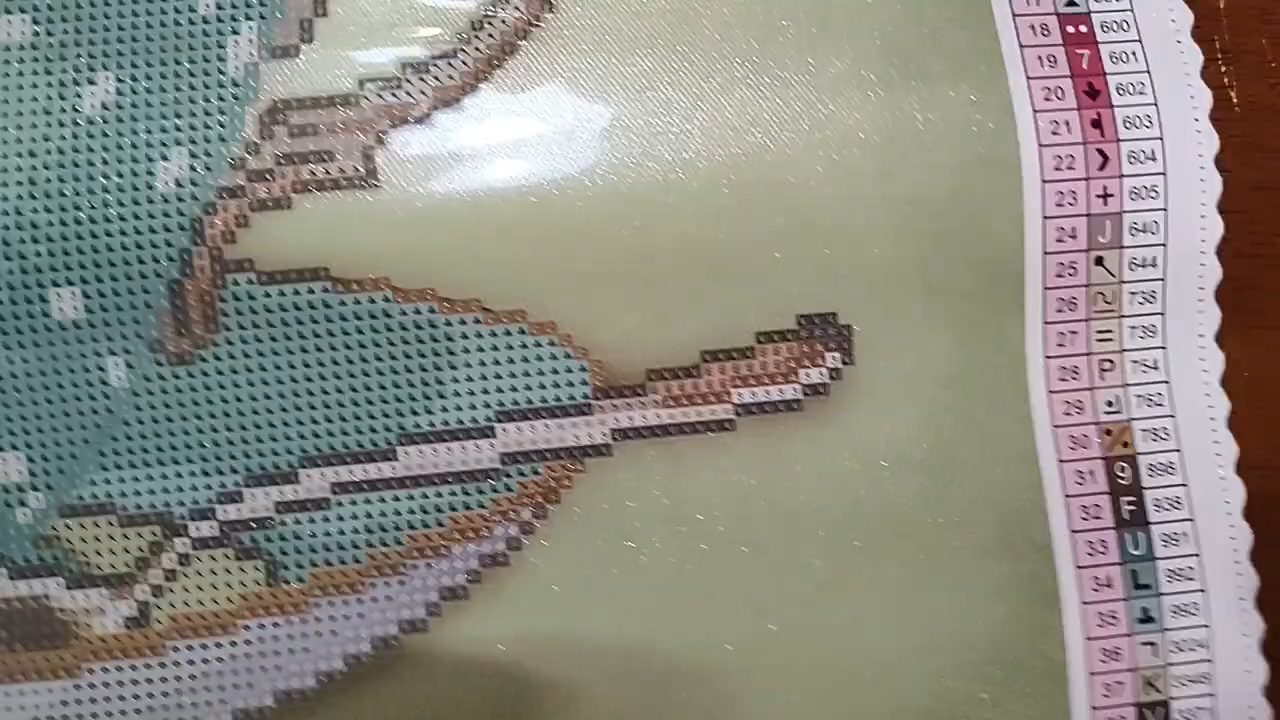 18 600
19 7 601
20 602
21 603
22 604
23 + 605
24 J 640
25 644
26 738
27 = 739
28 P 754
29 762
30 % 783
31 9 898
32 F 938
33 U 991
34 L 992
35 993
36
37 K